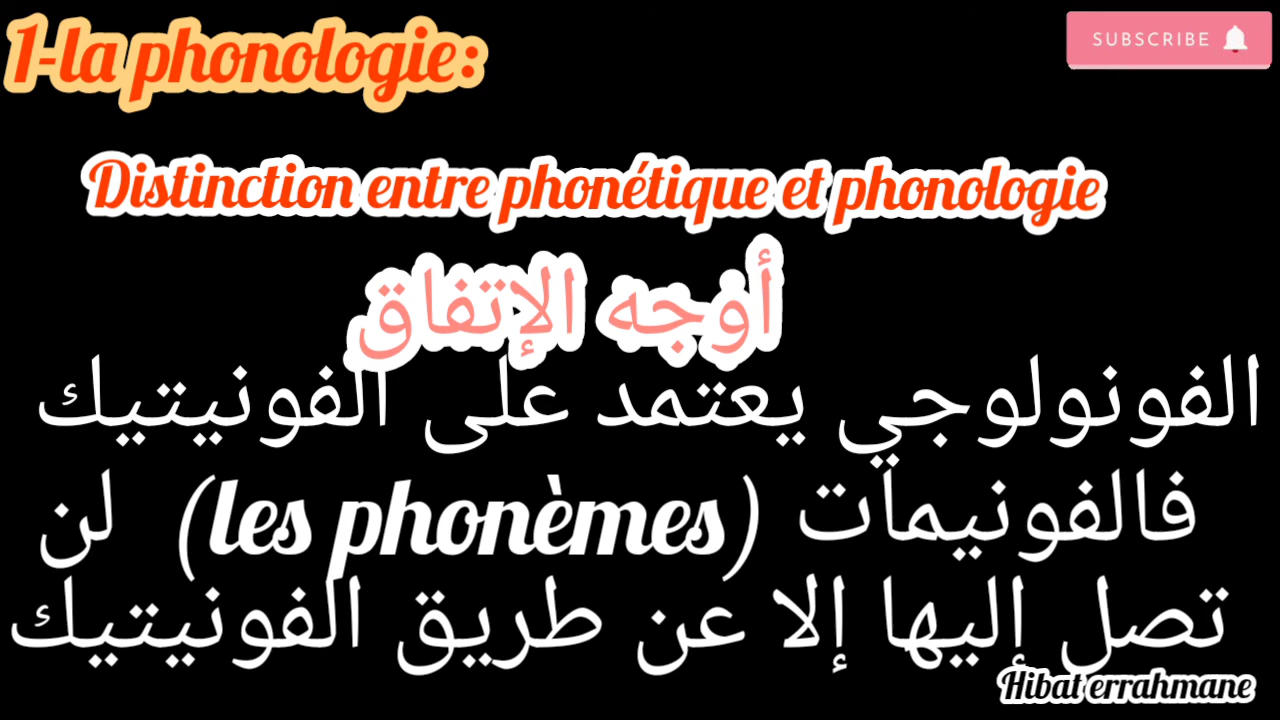 1-la phonologie:
SUBSCRIBE
Distinction entre phonétique et phonologie
أوجه الإتفاق
الفونولوجي يعتمد على الفونيتيك
فالفونيمات (les phonèmes) لن
تصل إليها إلا عن طريق الفونيتيك
Hibat errahmane